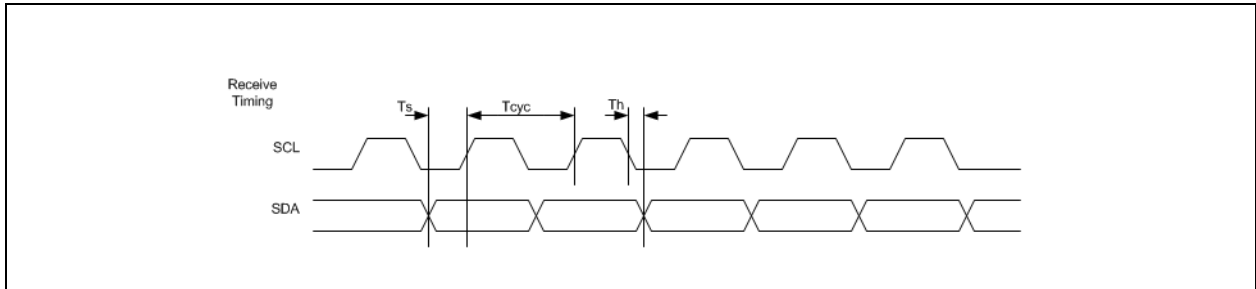 Receive
Timing
Ts
Tcyc
Th
SCL
SDA